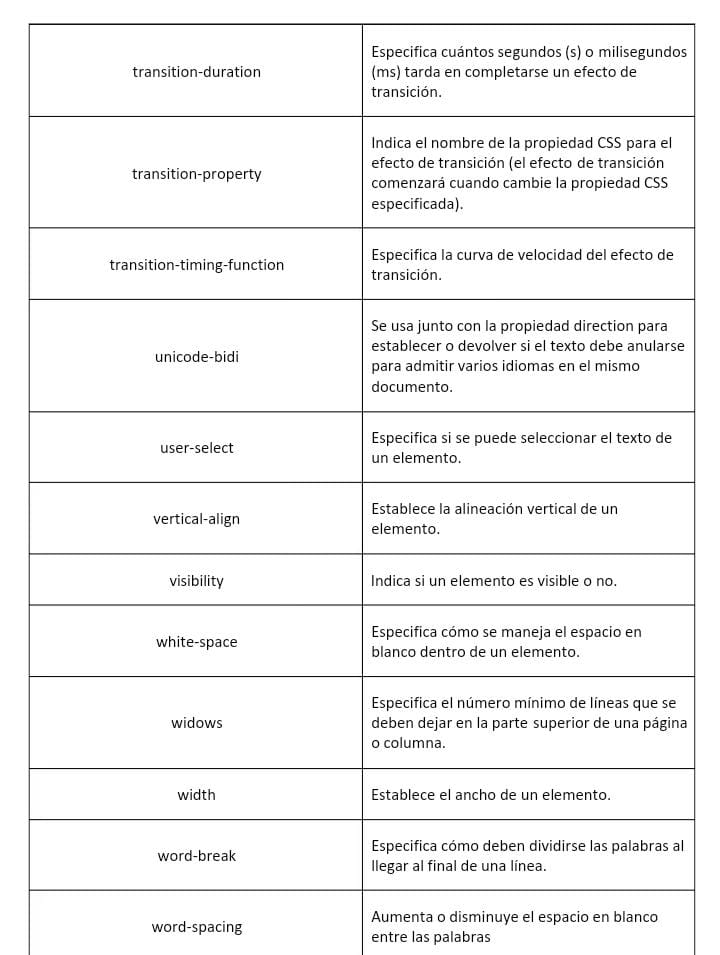 transition-duration
Especifica cuántos segundos (s) o milisegundos
(ms) tarda en completarse un efecto de
transición.
transition-property
Indica el nombre de la propiedad CSS para el
efecto de transición (el efecto de transición
comenzará cuando cambie la propiedad CSS
especificada).
transition-timing-function
Especifica la curva de velocidad del efecto de
transición.
unicode-bidi
Se usa junto con la propiedad direction para
establecer o devolver si el texto debe anularse
para admitir varios idiomas en el mismo
documento.
user-select
Especifica si se puede seleccionar el texto de
un elemento.
vertical-align
Establece la alineación vertical de un
elemento.
visibility
Indica si un elemento es visible o no.
white-space
Especifica cómo se maneja el espacio en
blanco dentro de un elemento.
widows
Especifica el número mínimo de líneas que se
deben dejar en la parte superior de una página
o columna.
width
Establece el ancho de un elemento.
word-break
Especifica cómo deben dividirse las palabras al
llegar al final de una línea.
word-spacing
Aumenta o disminuye el espacio en blanco
entre las palabras